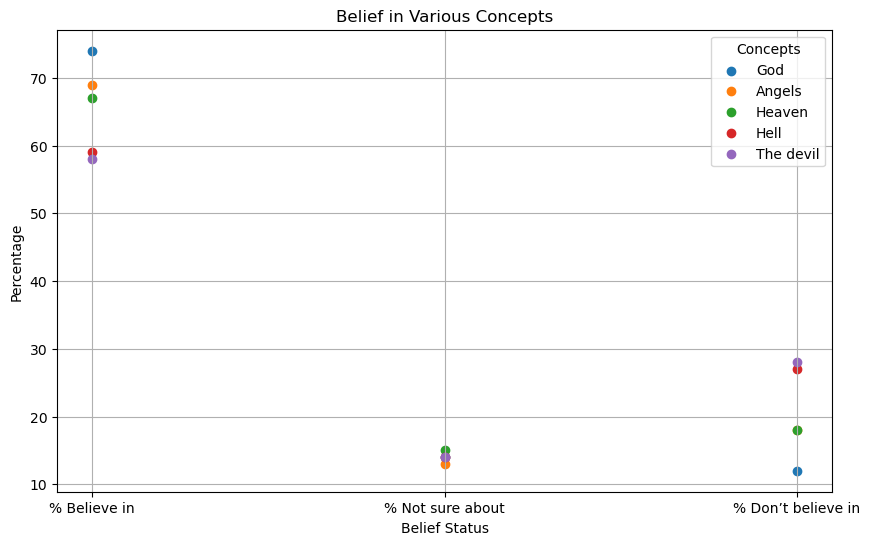 Belief in Various Concepts
Concepts
God
Angels
Heaven
Hell
The devil
Percentage
70
60
50
40
30
20
10
% Believe in
% Not sure about
% Don’t believe in
Belief Status